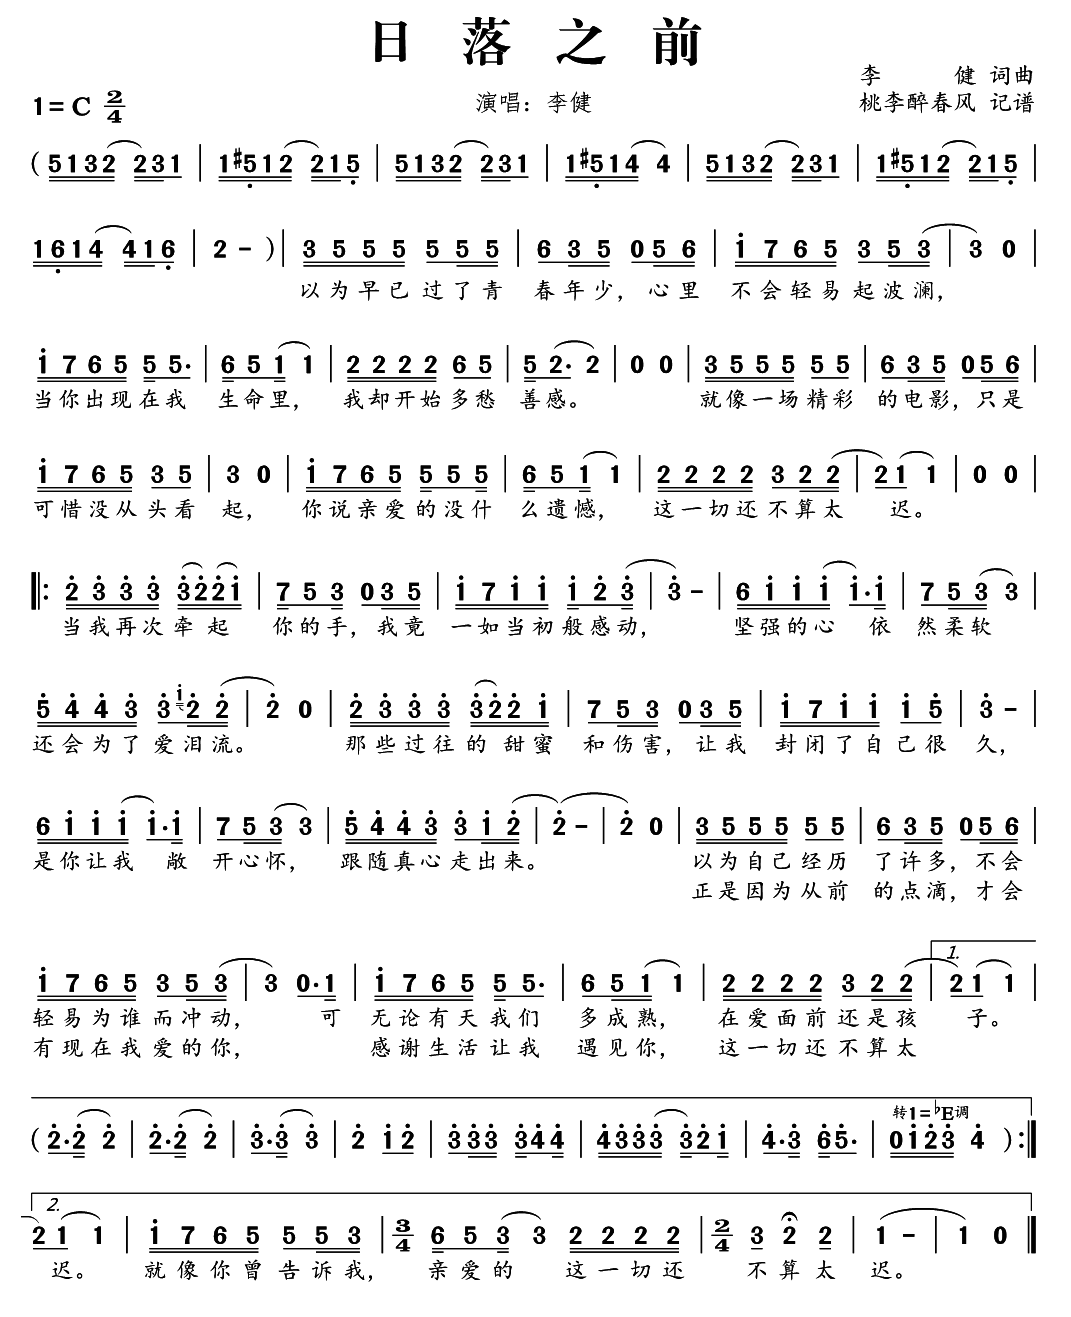 日落之前
李 健 词曲
1=C 2/4 演唱：李健 桃李醉春风 记谱
( 5132 231 | 1#512 215 | 5132 231 | 1#514 4 | 5132 231 | 1#512 215 |
1614 416 | 2 - ) | 3 5 5 5 5 5 5 | 6 3 5 0 5 6 | i 7 6 5 3 5 3 | 3 0 |
以为早已过了青 春年少，心里 不会轻易起波澜，
i 7 6 5 5 5. | 6 5 1 1 | 2 2 2 2 6 5 | 5 2. 2 | 0 0 | 3 5 5 5 5 5 | 6 3 5 0 5 6 |
当你出现在我 生命里， 我却开始多愁 善感。 就像一场精彩 的电影，只是
i 7 6 5 3 5 | 3 0 | i 7 6 5 5 5 5 | 6 5 1 1 | 2 2 2 2 3 2 2 | 2 1 1 | 0 0 |
可惜没从头看 起， 你说亲爱的没什 么遗憾， 这一切还不算太 迟。
|: 2 3 3 3 3 2 2 i | 7 5 3 0 3 5 | i 7 i i i 2 3 | 3 - | 6 i i i i. i | 7 5 3 3 |
当我再次牵起 你的手，我竟 一如当初般感动， 坚强的心 依 然柔软
5 4 4 3 3 i 2 2 | 2 0 | 2 3 3 3 3 2 2 i | 7 5 3 0 3 5 | i 7 i i i 5 | 3 - |
还会为了爱泪流。 那些过往的甜蜜 和伤害，让我 封闭了自己很 久，
6 i i i i. i | 7 5 3 3 | 5 4 4 3 3 i 2 | 2 - | 2 0 | 3 5 5 5 5 5 | 6 3 5 0 5 6 |
是你让我 敞 开心怀， 跟随真心走出来。 以为自己经历 了许多，不会
正是因为从前 的点滴，才会
1.
i 7 6 5 3 5 3 | 3 0. 1 | i 7 6 5 5 5. | 6 5 1 1 | 2 2 2 2 3 2 2 | 2 1 1
轻易为谁而冲动， 可 无论有天我们 多成熟， 在爱面前还是孩 子。
有现在我爱的你， 感谢生活让我 遇见你， 这一切还不算太
转1=♭E调
( 2. 2 2 | 2. 2 2 | 3. 3 3 | 2 i 2 | 3 3 3 3 4 4 | 4 3 3 3 3 2 i | 4. 3 6 5. | 0 i 2 3 4 ) :|
2.
2 1 1 | i 7 6 5 5 5 3 | 3/4 6 5 3 3 2 2 2 2 | 2/4 3 2 2 | 1 - | 1 0 |
迟。 就像你曾告诉我， 亲爱的 这一切还 不算太 迟。